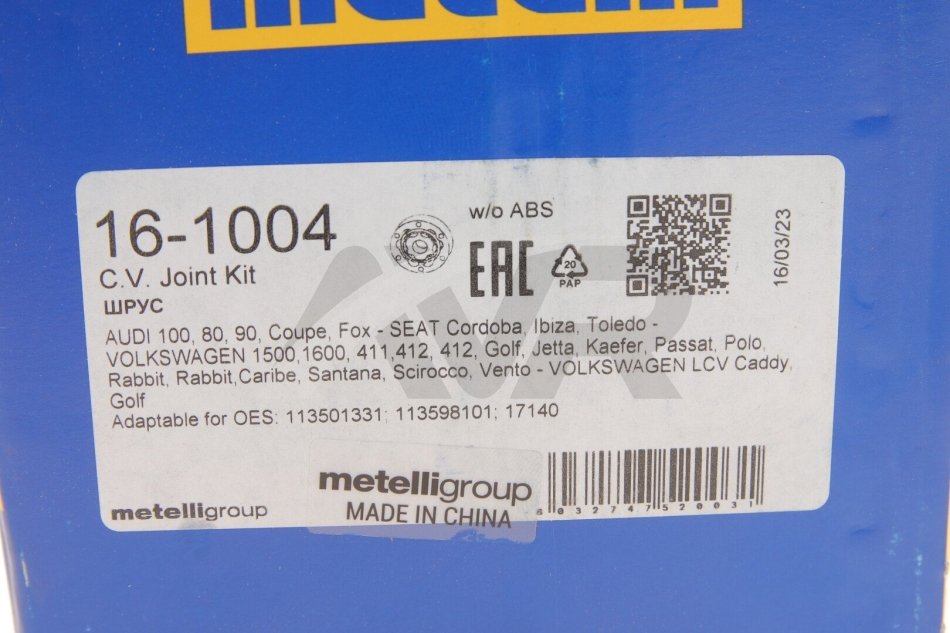 metelli
16-1004
w/o ABS
C.V. Joint Kit
ШРУС
EAC
20
PAP
16/03/23
AUDI 100, 80, 90, Coupe, Fox - SEAT Cordoba, Ibiza, Toledo -
VOLKSWAGEN 1500,1600, 411,412, 412, Golf, Jetta, Kaefer, Passat, Polo,
Rabbit, Rabbit,Caribe, Santana, Scirocco, Vento - VOLKSWAGEN LCV Caddy,
Golf
Adaptable for OES: 113501331; 113598101; 17140
metelligroup
metelligroup
MADE IN CHINA
8032747520031